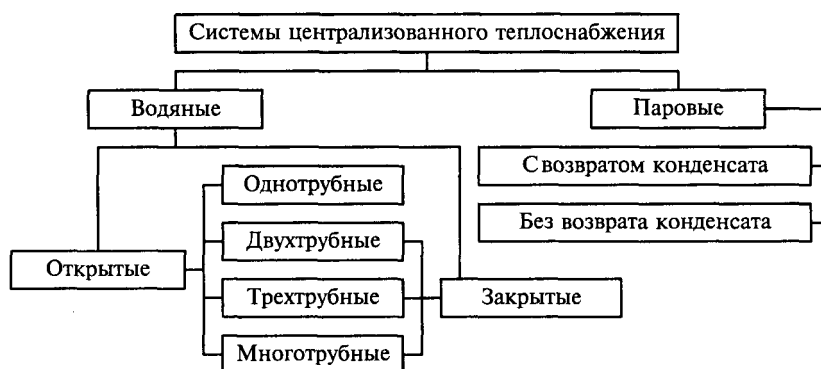 Системы централизованного теплоснабжения
Водяные
Паровые
С возвратом конденсата
Однотрубные
Без возврата конденсата
Двухтрубные
Открытые
Трехтрубные
Закрытые
Многотрубные